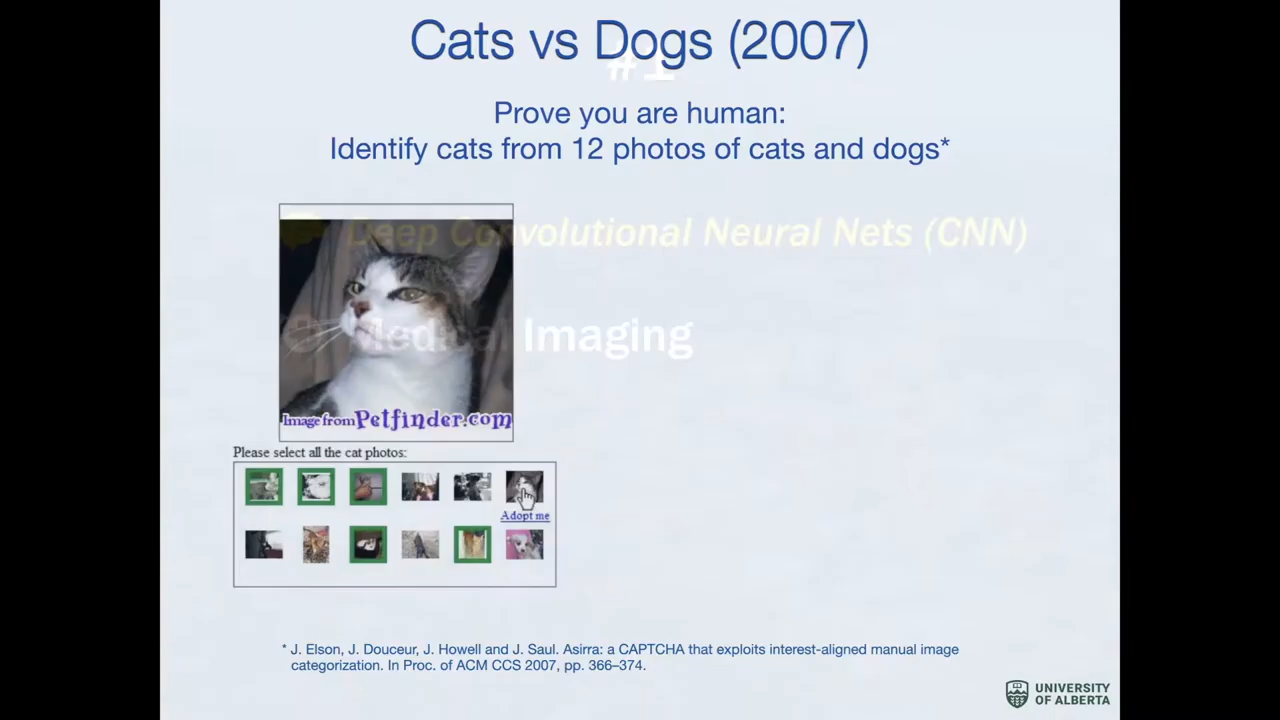 Cats vs Dogs (2007)
#1
Prove you are human:
Identify cats from 12 photos of cats and dogs*
Deep Convolutional Neural Nets (CNN)
Medical Imaging
Image from Petfinder.com
Please select all the cat photos:
Adopt me
* J. Elson, J. Douceur, J. Howell and J. Saul. Asirra: a CAPTCHA that exploits interest-aligned manual image
categorization. In Proc. of ACM CCS 2007, pp. 366–374.
UNIVERSITY
OF ALBERTA